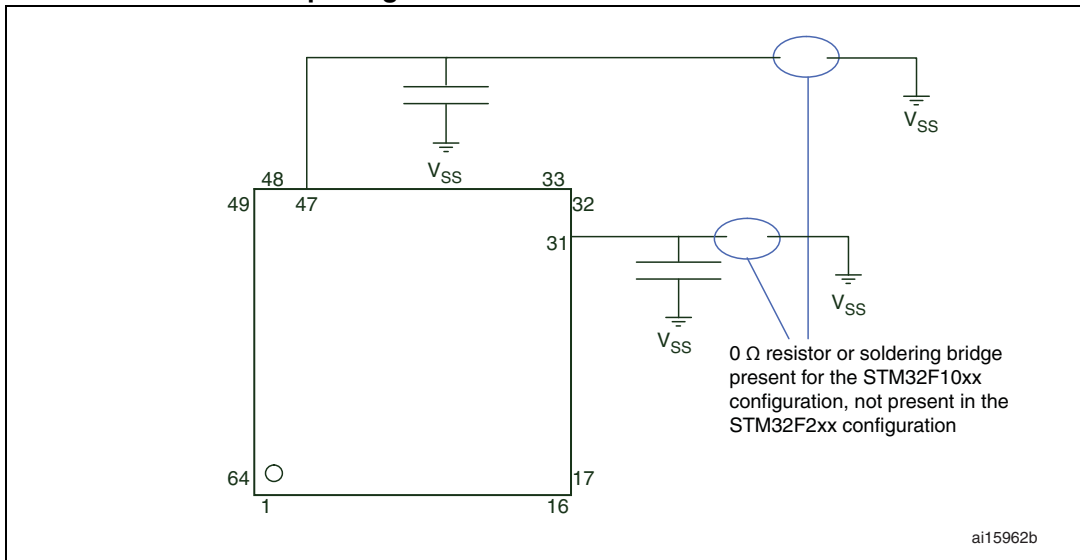 V_SS
V_SS
48
33
49
47
32
31
V_SS
V_SS
0 Ω resistor or soldering bridge
present for the STM32F10xx
configuration, not present in the
STM32F2xx configuration
64
17
1
16
ai15962b